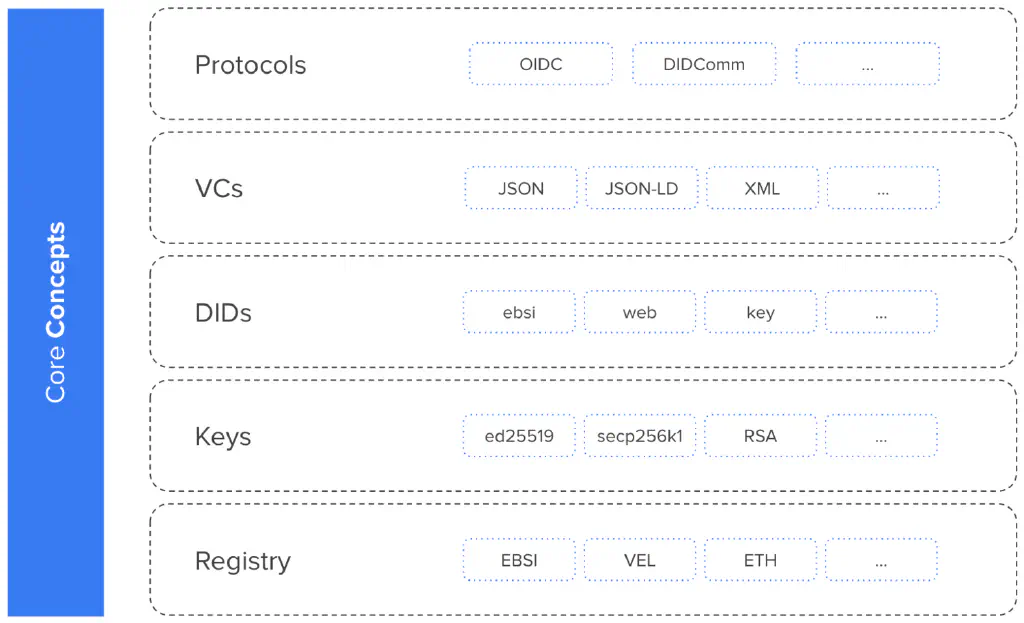 Core Concepts
Protocols
OIDC
DIDComm
...
VCs
JSON
JSON-LD
XML
...
DIDs
ebsi
web
key
...
Keys
ed25519
secp256k1
RSA
...
Registry
EBSI
VEL
ETH
...